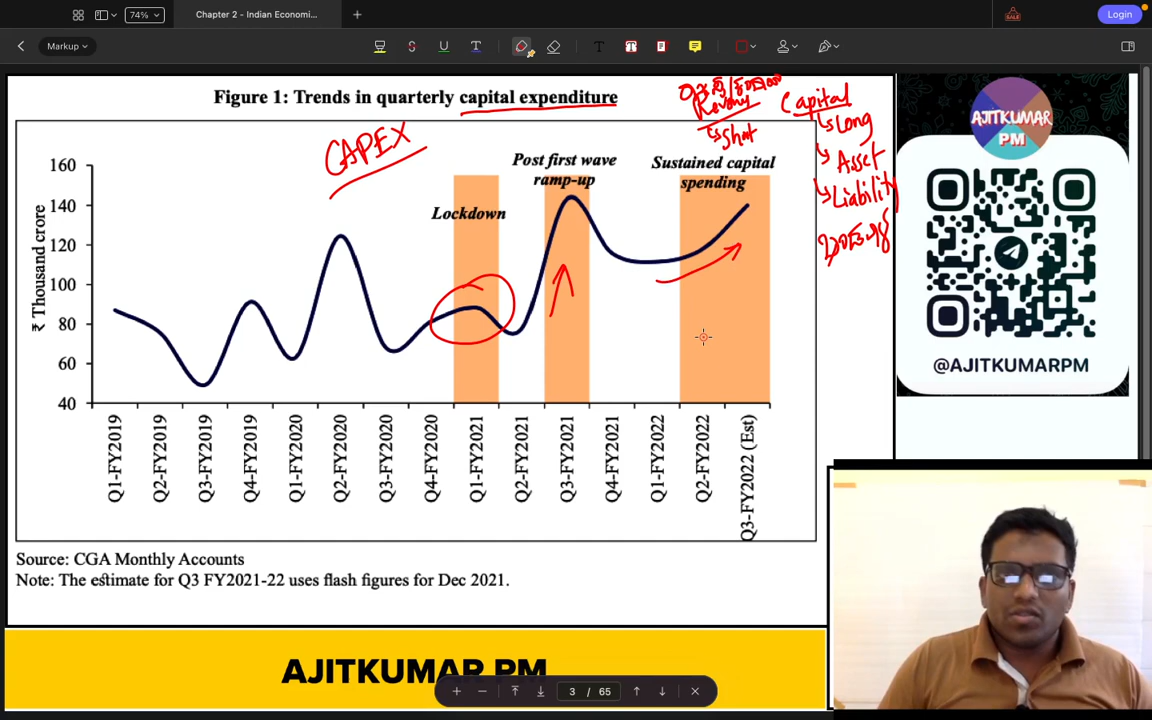 74%
Chapter 2 - Indian Economi...
SALE
Login
Markup
Figure 1: Trends in quarterly capital expenditure
Revenue
Short
Capital
Long
Asset
Liability
CAPEX
AJITKUMAR
PM
@AJITKUMARPM
₹ Thousand crore
160
140
120
100
80
60
40
Lockdown
Post first wave
ramp-up
Sustained capital
spending
Q1-FY2019
Q2-FY2019
Q3-FY2019
Q4-FY2019
Q1-FY2020
Q2-FY2020
Q3-FY2020
Q4-FY2020
Q1-FY2021
Q2-FY2021
Q3-FY2021
Q4-FY2021
Q1-FY2022
Q2-FY2022
Q3-FY2022 (Est)
Source: CGA Monthly Accounts
Note: The estimate for Q3 FY2021-22 uses flash figures for Dec 2021.
AJITKUMAR PM
3 / 65